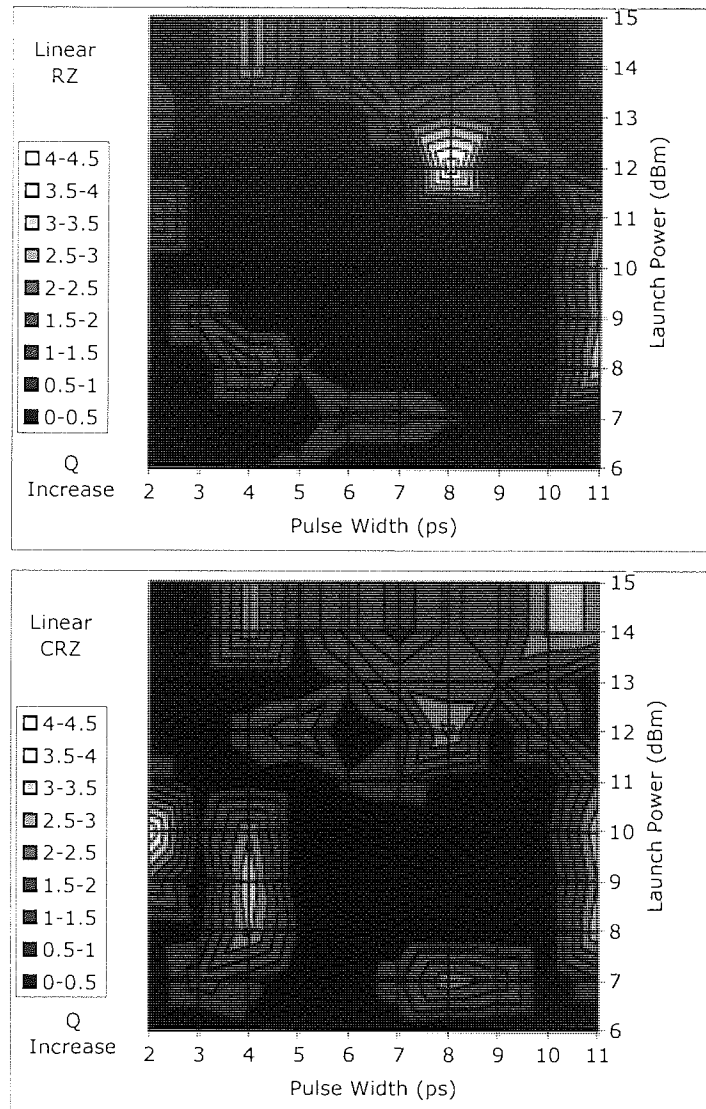 Linear
RZ
4-4.5
3.5-4
3-3.5
2.5-3
2-2.5
1.5-2
1-1.5
0.5-1
0-0.5
Q
Increase
15
14
13
12
11
10
9
8
7
6
Launch Power (dBm)
2 3 4 5 6 7 8 9 10 11
Pulse Width (ps)
Linear
CRZ
4-4.5
3.5-4
3-3.5
2.5-3
2-2.5
1.5-2
1-1.5
0.5-1
0-0.5
Q
Increase
15
14
13
12
11
10
9
8
7
6
Launch Power (dBm)
2 3 4 5 6 7 8 9 10 11
Pulse Width (ps)